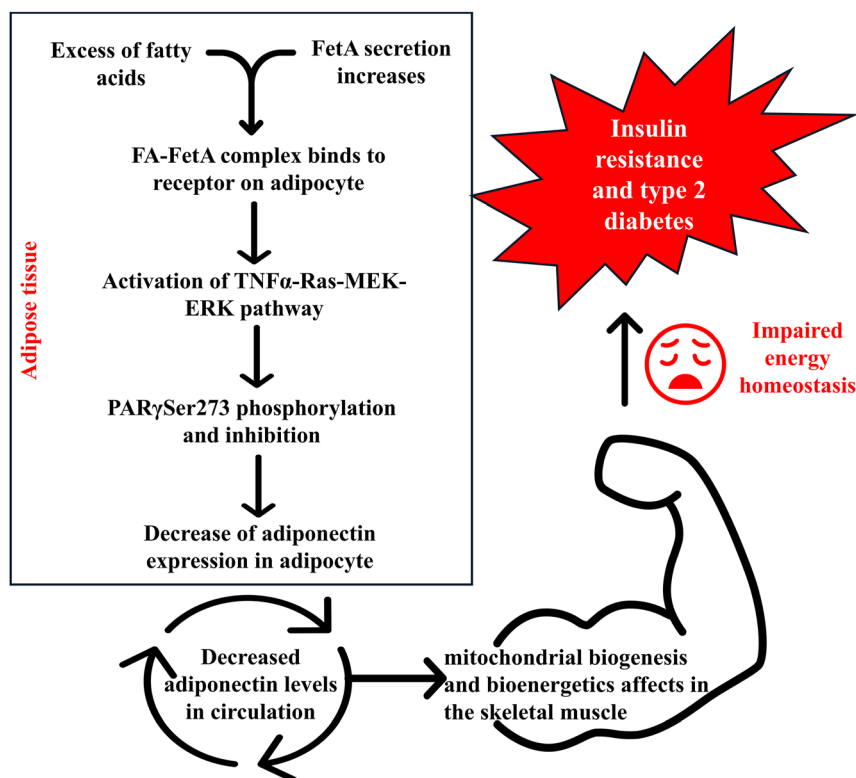 Excess of fatty
acids
FetA secretion
increases
FA-FetA complex binds to
receptor on adipocyte
Activation of TNFα-Ras-MEK-
ERK pathway
PARγSer273 phosphorylation
and inhibition
Decrease of adiponectin
expression in adipocyte
Adipose tissue
Decreased
adiponectin levels
in circulation
mitochondrial biogenesis
and bioenergetics affects in
the skeletal muscle
Impaired
energy
homeostasis
Insulin
resistance
and type 2
diabetes